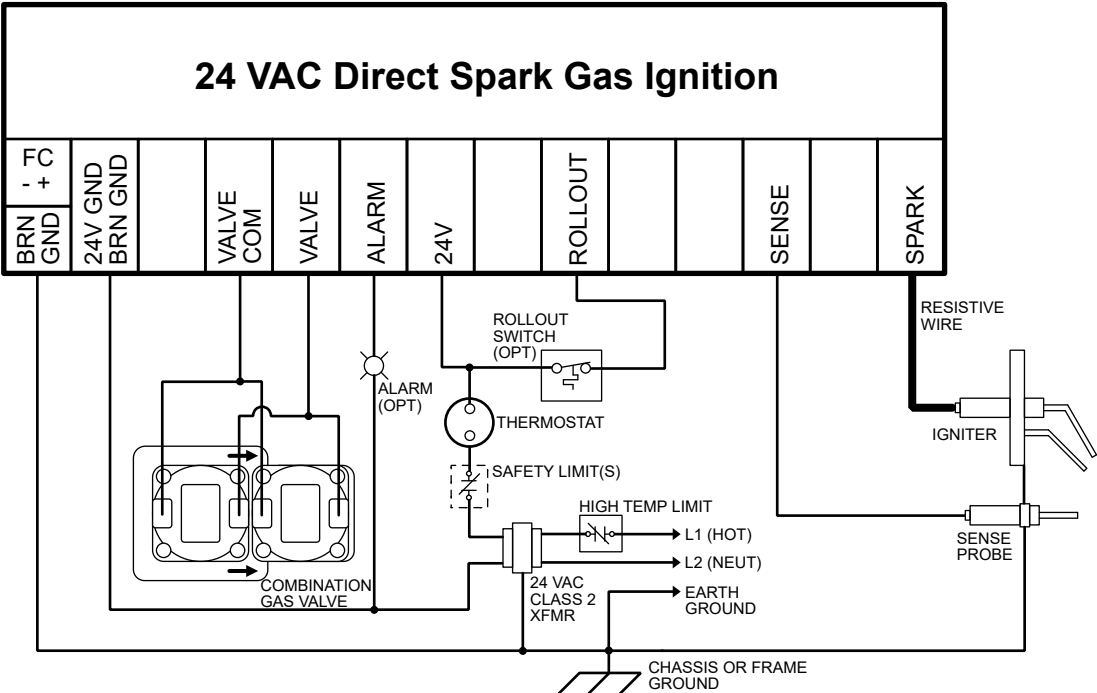 24 VAC Direct Spark Gas Ignition
FC
- +
BRN
GND
24V GND
BRN GND
VALVE
COM
VALVE
ALARM
24V
ROLLOUT
SENSE
SPARK
RESISTIVE
WIRE
ROLLOUT
SWITCH
(OPT)
ALARM
(OPT)
THERMOSTAT
IGNITER
SAFETY LIMIT(S)
HIGH TEMP LIMIT
L1 (HOT)
L2 (NEUT)
SENSE
PROBE
COMBINATION
GAS VALVE
24 VAC
CLASS 2
XFMR
EARTH
GROUND
CHASSIS OR FRAME
GROUND